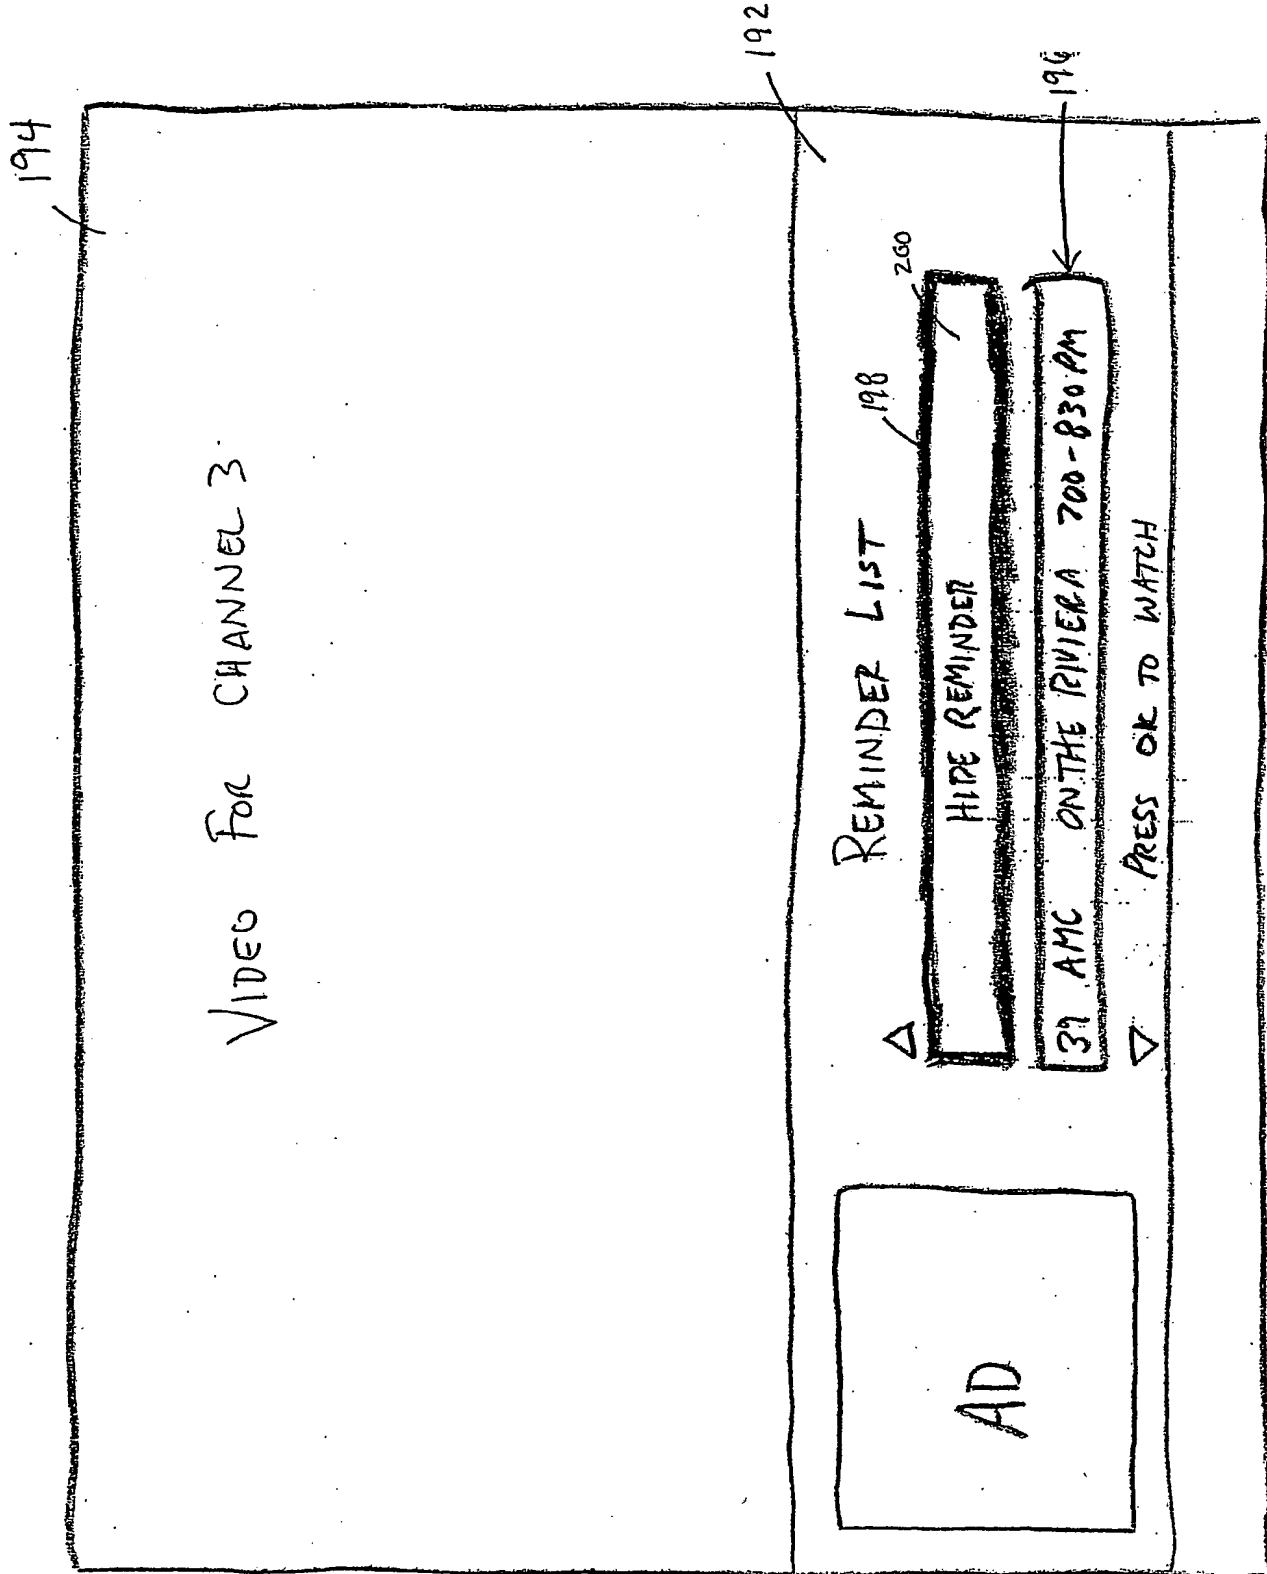 194
VIDEO FOR CHANNEL 3
192
REMINDER LIST
198
200
HIDE REMINDER
39 AMC ON THE RIVIERA 700-830 PM
196
PRESS OK TO WATCH
AD